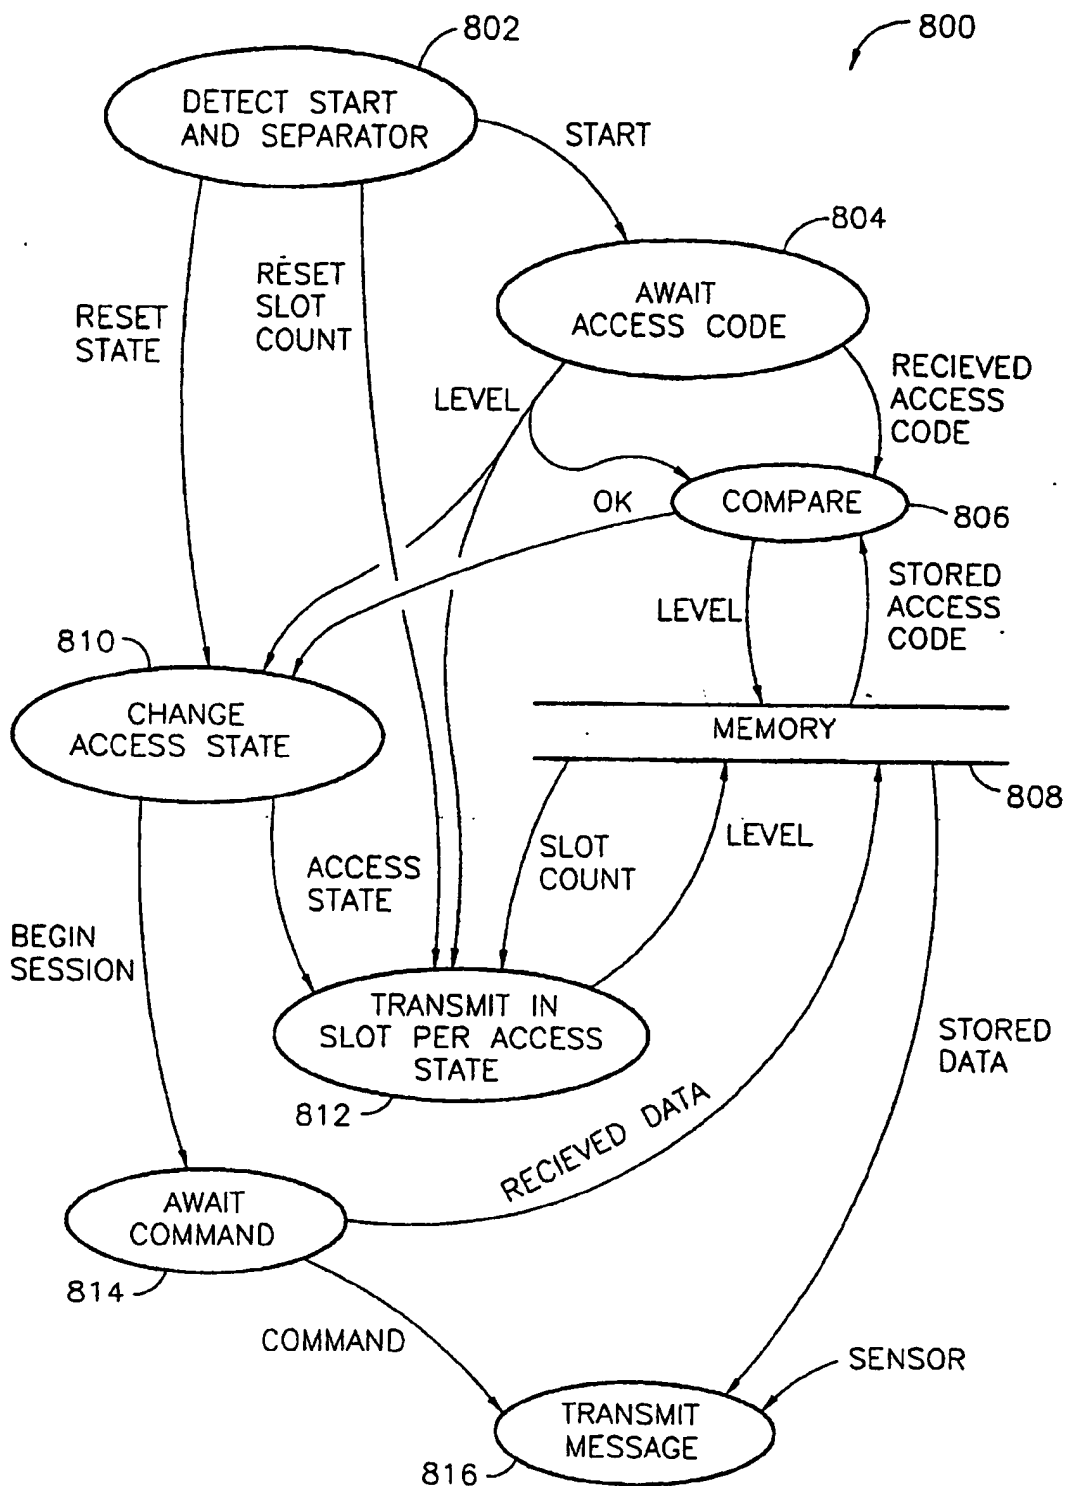 802
800
DETECT START
AND SEPARATOR
START
804
RESET
SLOT
COUNT
AWAIT
ACCESS CODE
RESET
STATE
RECIEVED
ACCESS
CODE
LEVEL
OK
COMPARE
806
STORED
ACCESS
CODE
LEVEL
810
CHANGE
ACCESS STATE
MEMORY
808
LEVEL
SLOT
COUNT
ACCESS
STATE
BEGIN
SESSION
TRANSMIT IN
SLOT PER ACCESS
STATE
STORED
DATA
812
RECIEVED DATA
AWAIT
COMMAND
814
COMMAND
SENSOR
TRANSMIT
MESSAGE
816